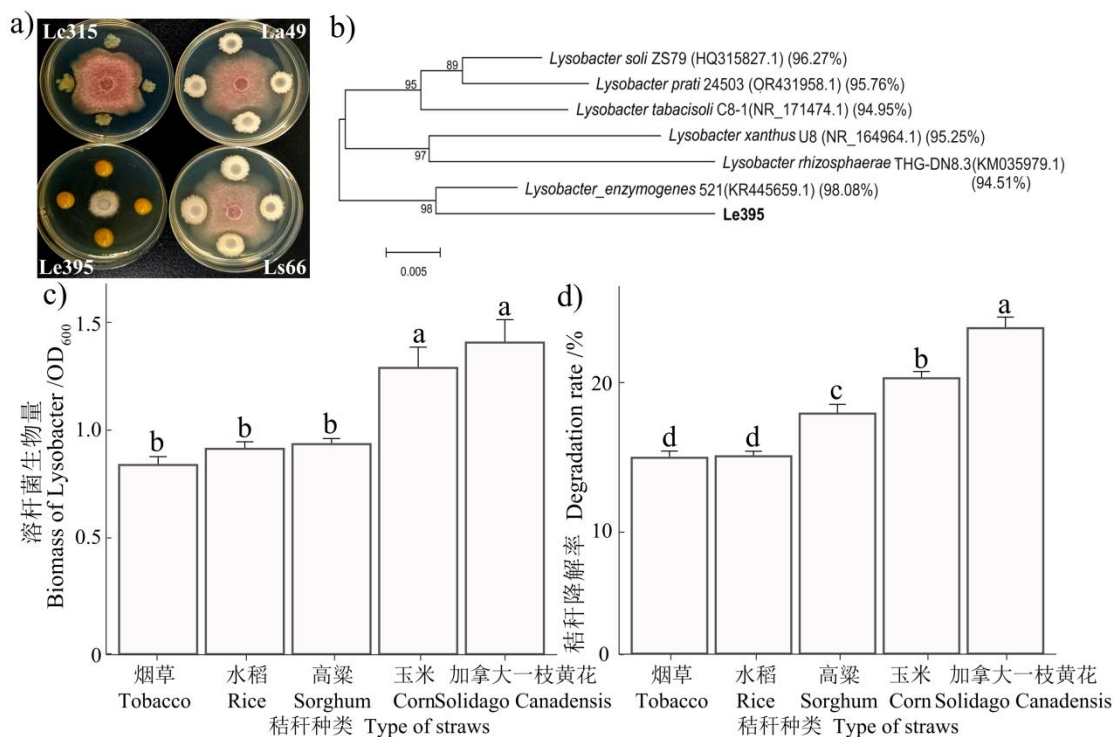 a)
Lc315
La49
Le395
Ls66
b)
89
95
97
98
Lysobacter soli ZS79 (HQ315827.1) (96.27%)
Lysobacter prati 24503 (OR431958.1) (95.76%)
Lysobacter tabacisoli C8-1(NR_171474.1) (94.95%)
Lysobacter xanthus U8 (NR_164964.1) (95.25%)
Lysobacter rhizosphaerae THG-DN8.3(KM035979.1)
(94.51%)
Lysobacter_enzymogenes 521(KR445659.1) (98.08%)
Le395
0.005
c)
溶杆菌生物量
Biomass of Lysobacter /OD600
1.5
1.0
0.5
0
b
b
b
a
a
烟草 水稻 高粱 玉米 加拿大一枝黄花
Tobacco Rice Sorghum Corn Solidago Canadensis
秸秆种类 Type of straws
d)
秸秆降解率 Degradation rate /%
20
10
0
d
d
c
b
a
烟草 水稻 高粱 玉米 加拿大一枝黄花
Tobacco Rice Sorghum Corn Solidago Canadensis
秸秆种类 Type of straws